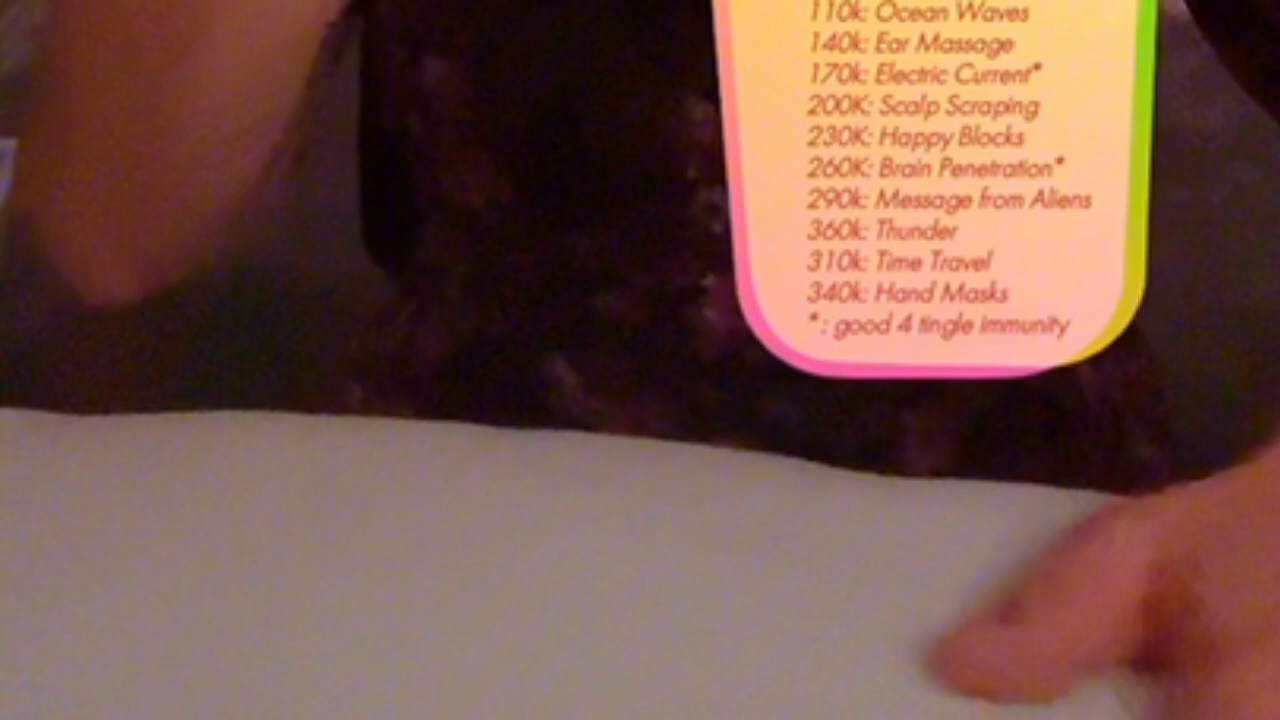 110k: Ocean Waves
140k: Ear Massage
170k: Electric Current*
200K: Scalp Scraping
230K: Happy Blocks
260K: Brain Penetration*
290k: Message from Aliens
360k: Thunder
310k: Time Travel
340k: Hand Masks
* : good 4 tingle immunity